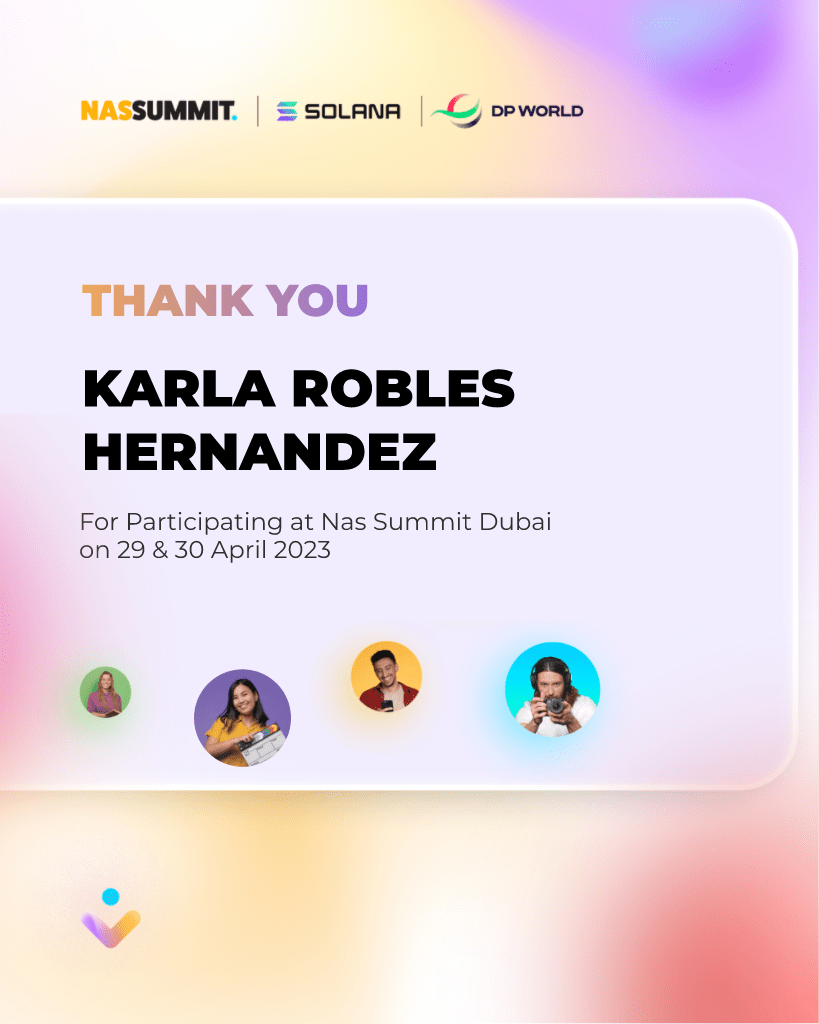 NASSUMMIT. | SOLANA | DP WORLD
THANK YOU
KARLA ROBLES
HERNANDEZ
For Participating at Nas Summit Dubai
on 29 & 30 April 2023